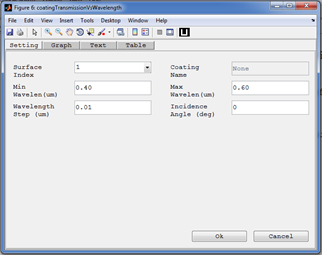 Figure 6: coatingTransmissionVsWavelength
File Edit View Insert Tools Desktop Window Help
Setting Graph Text Table
Surface Index 1 Coating Name None
Min Wavelen(um) 0.40 Max Wavelen(um) 0.60
Wavelength Step (um) 0.01 Incidence Angle (deg) 0
Ok Cancel